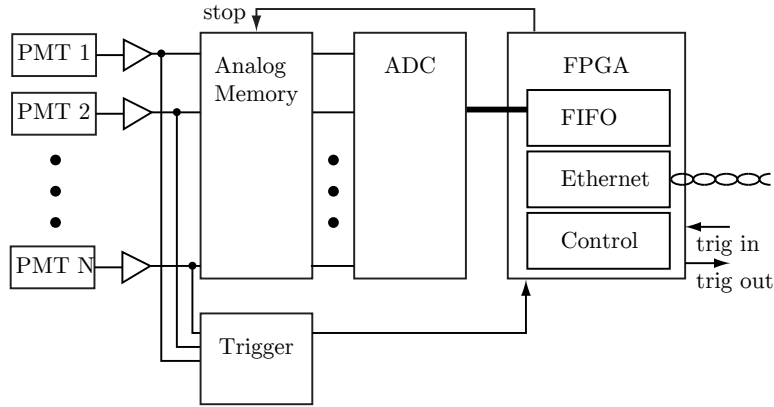 stop
PMT 1
PMT 2
PMT N
Analog
Memory
ADC
FPGA
FIFO
Ethernet
Control
trig in
trig out
Trigger